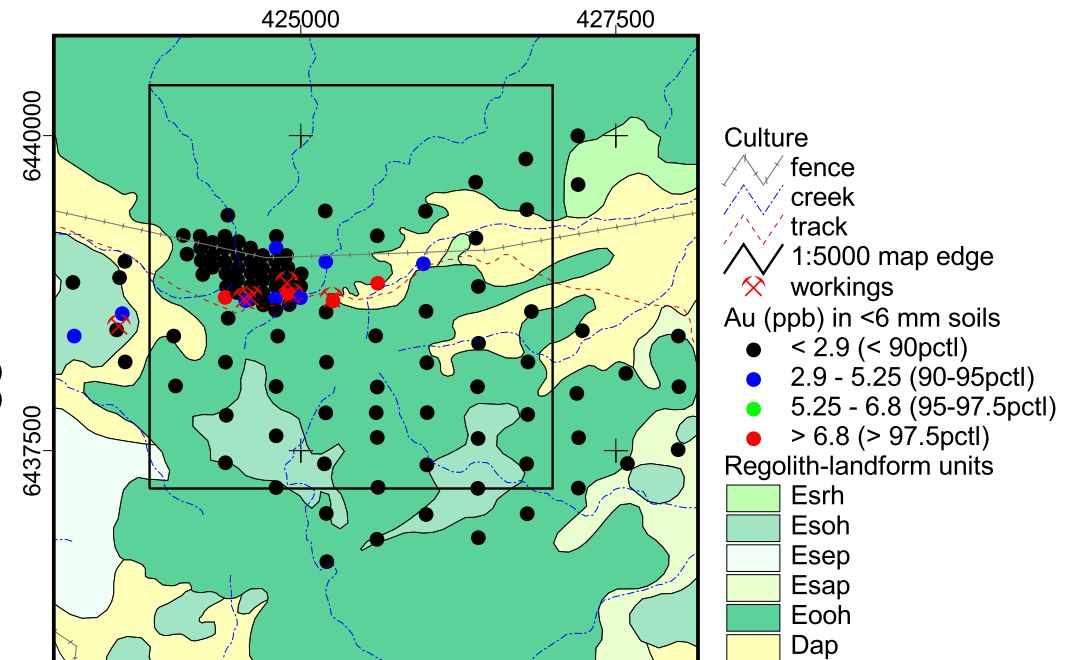 425000 427500
6440000
6437500
Culture
fence
creek
track
1:5000 map edge
workings
Au (ppb) in <6 mm soils
< 2.9 (< 90pctl)
2.9 - 5.25 (90-95pctl)
5.25 - 6.8 (95-97.5pctl)
> 6.8 (> 97.5pctl)
Regolith-landform units
Esrh
Esoh
Esep
Esap
Eooh
Dap